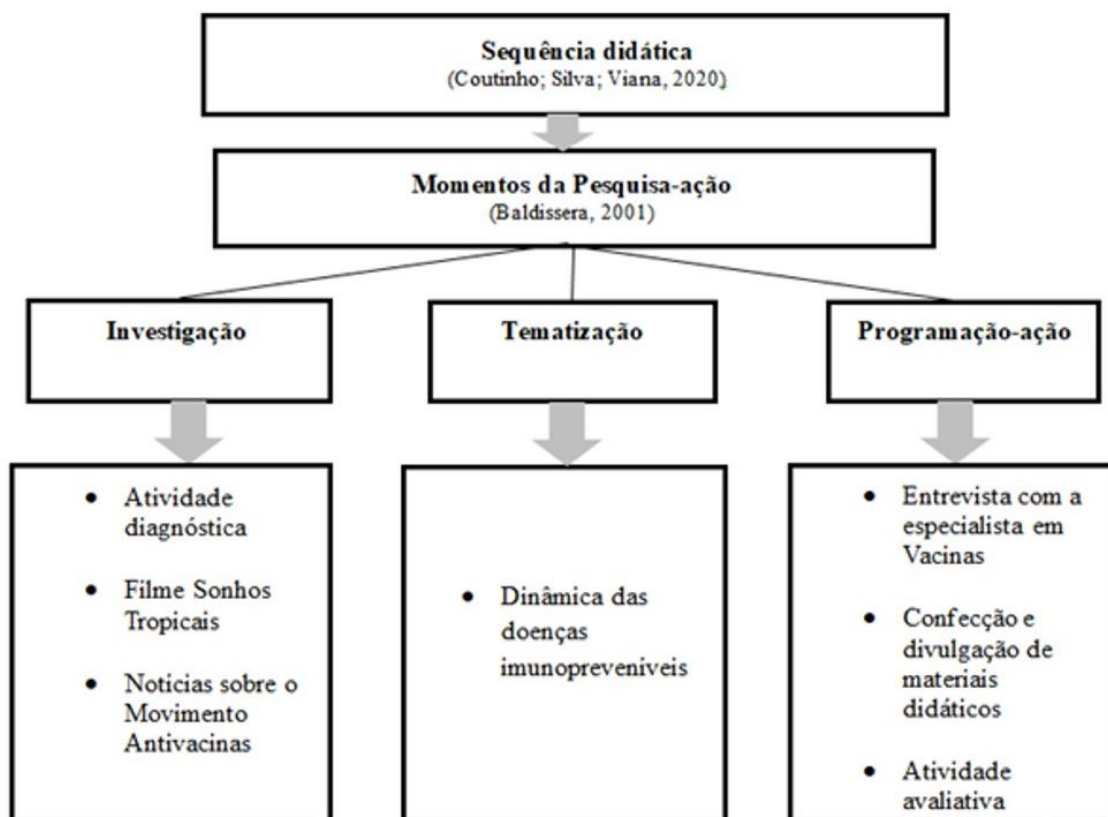 Sequência didática
(Coutinho; Silva; Viana, 2020)
Momentos da Pesquisa-ação
(Baldissera, 2001)
Investigação
Tematização
Programação-ação
• Atividade
diagnóstica
• Filme Sonhos
Tropicais
• Noticias sobre o
Movimento
Antivacinas
• Dinâmica das
doenças
imunopreveníveis
• Entrevista com a
especialista em
Vacinas
• Confecção e
divulgação de
materiais
didáticos
• Atividade
avaliativa